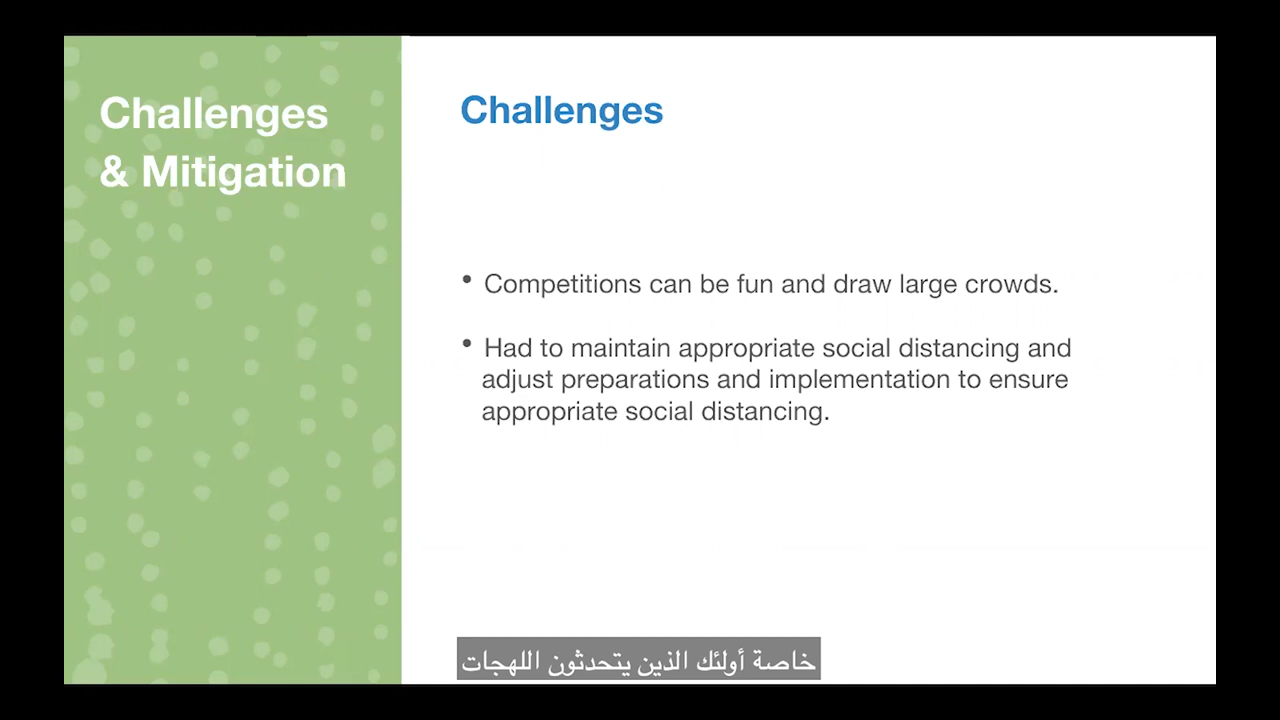 Challenges
& Mitigation
Challenges
• Competitions can be fun and draw large crowds.
• Had to maintain appropriate social distancing and
adjust preparations and implementation to ensure
appropriate social distancing.
خاصة أولئك الذين يتحدثون اللهجات